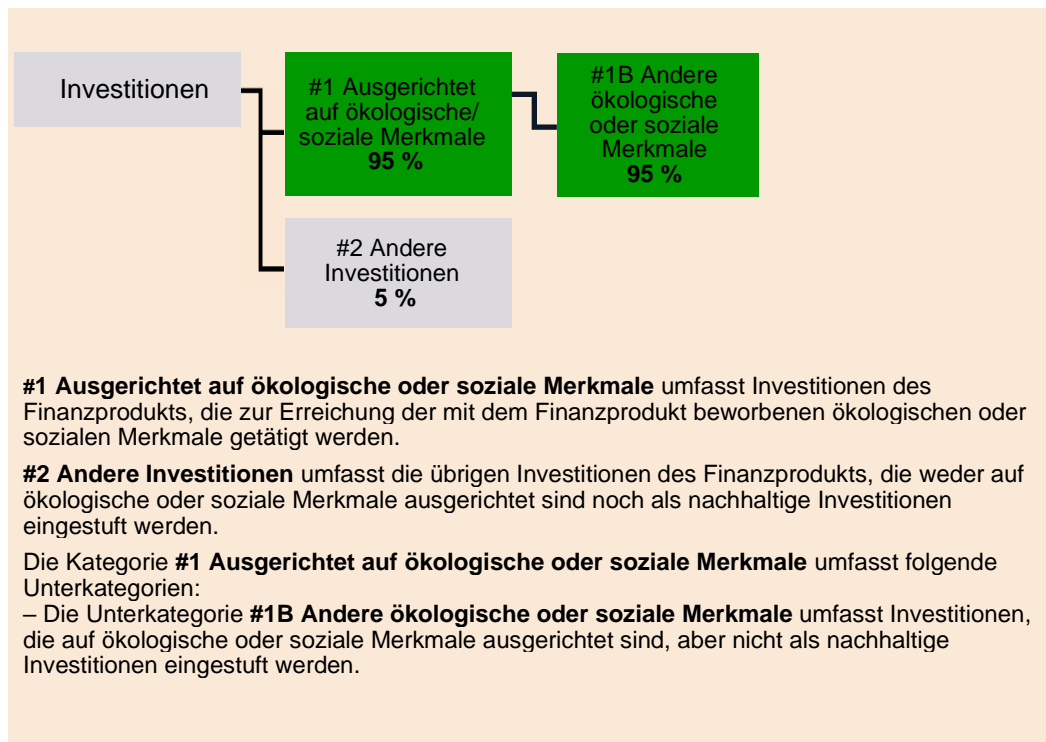 Investitionen
#1 Ausgerichtet
auf ökologische/
soziale Merkmale
95 %
#1B Andere
ökologische
oder soziale
Merkmale
95 %
#2 Andere
Investitionen
5 %
#1 Ausgerichtet auf ökologische oder soziale Merkmale umfasst Investitionen des
Finanzprodukts, die zur Erreichung der mit dem Finanzprodukt beworbenen ökologischen oder
sozialen Merkmale getätigt werden.
#2 Andere Investitionen umfasst die übrigen Investitionen des Finanzprodukts, die weder auf
ökologische oder soziale Merkmale ausgerichtet sind noch als nachhaltige Investitionen
eingestuft werden.
Die Kategorie #1 Ausgerichtet auf ökologische oder soziale Merkmale umfasst folgende
Unterkategorien:
– Die Unterkategorie #1B Andere ökologische oder soziale Merkmale umfasst Investitionen,
die auf ökologische oder soziale Merkmale ausgerichtet sind, aber nicht als nachhaltige
Investitionen eingestuft werden.